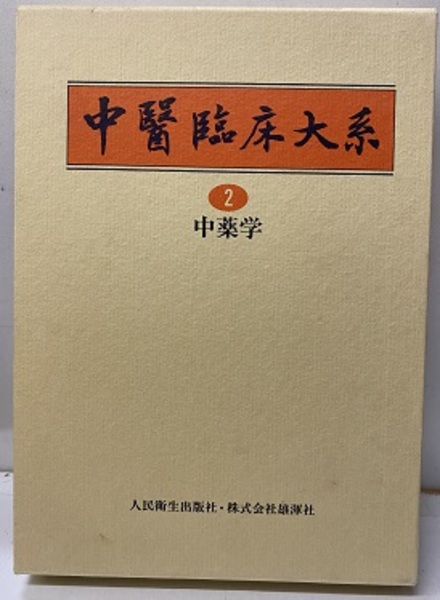 中醫臨床大系
2
中薬学
人民衛生出版社・株式会社雄渾社